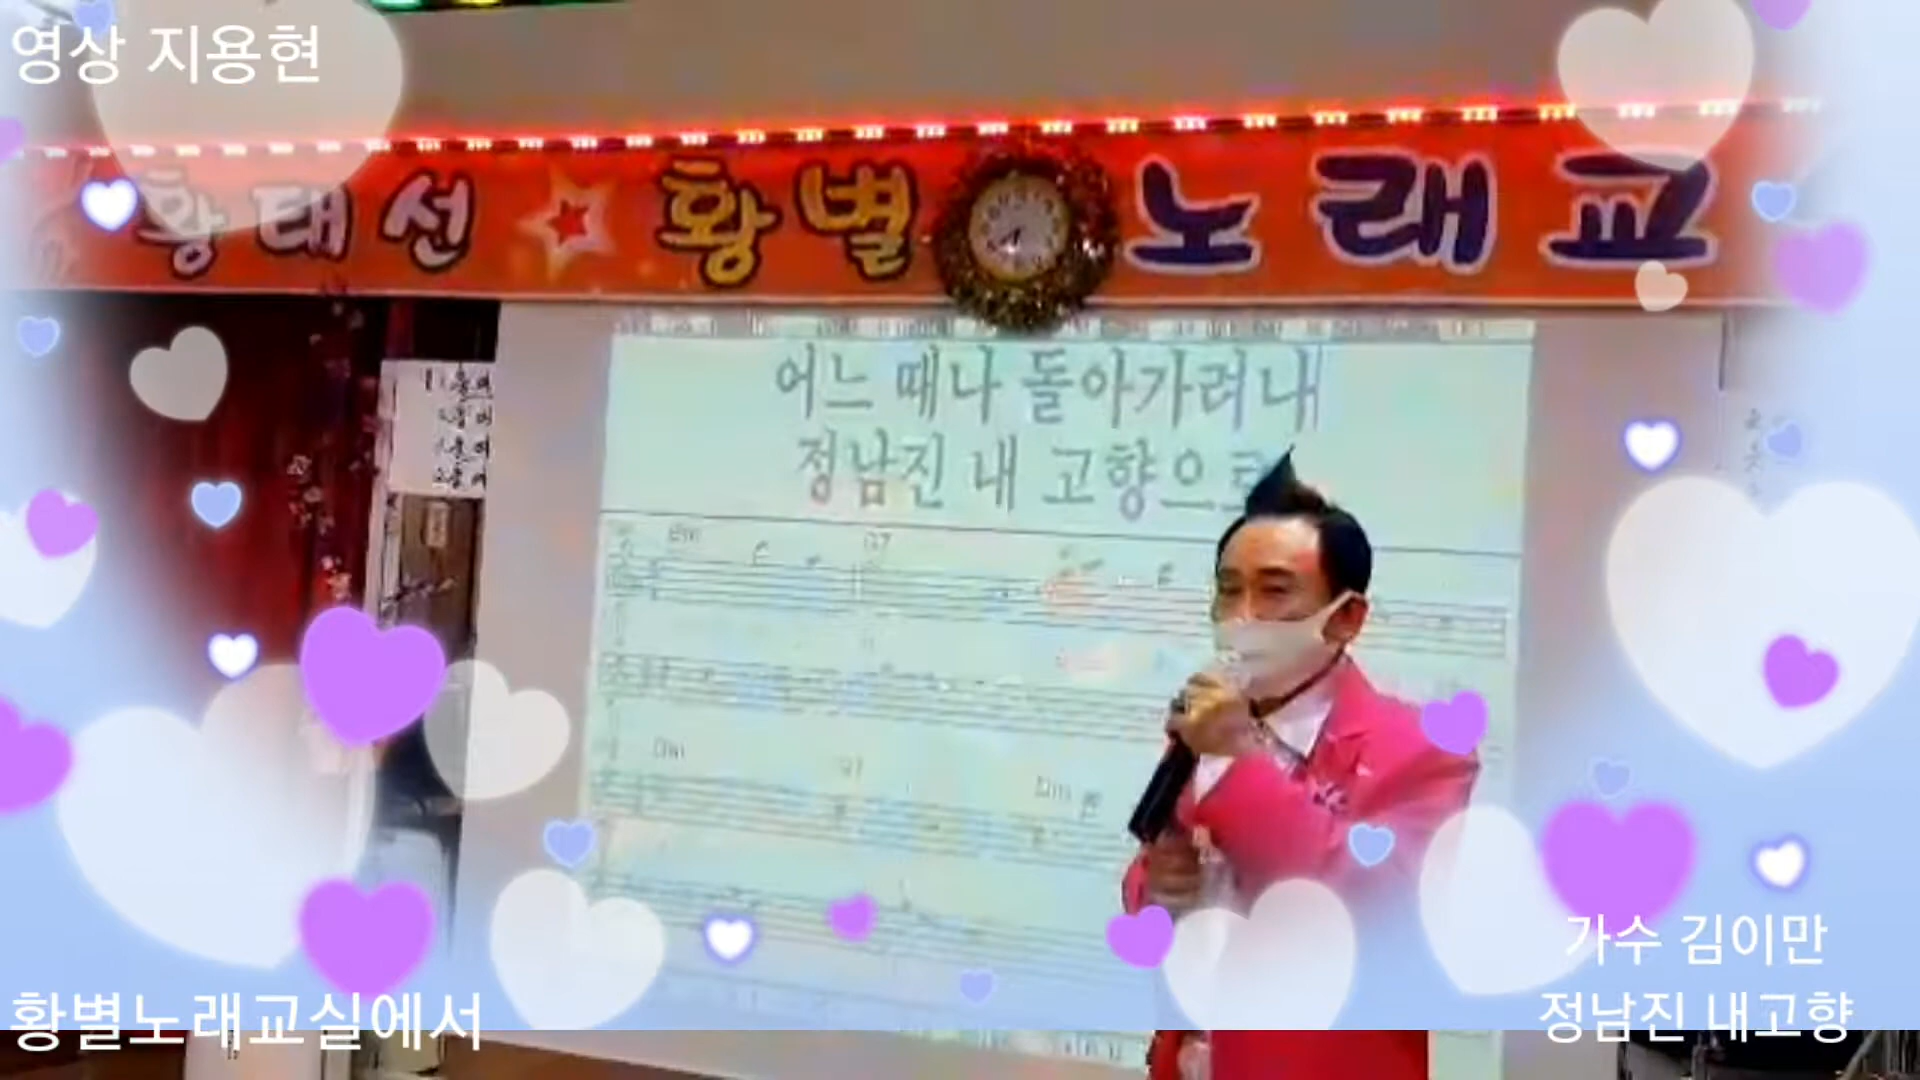 영상 지용현
황태선 황별 노래교
어느 때나 돌아가려나
정남진 내 고향으로
가수 김이만
정남진 내고향
황별노래교실에서